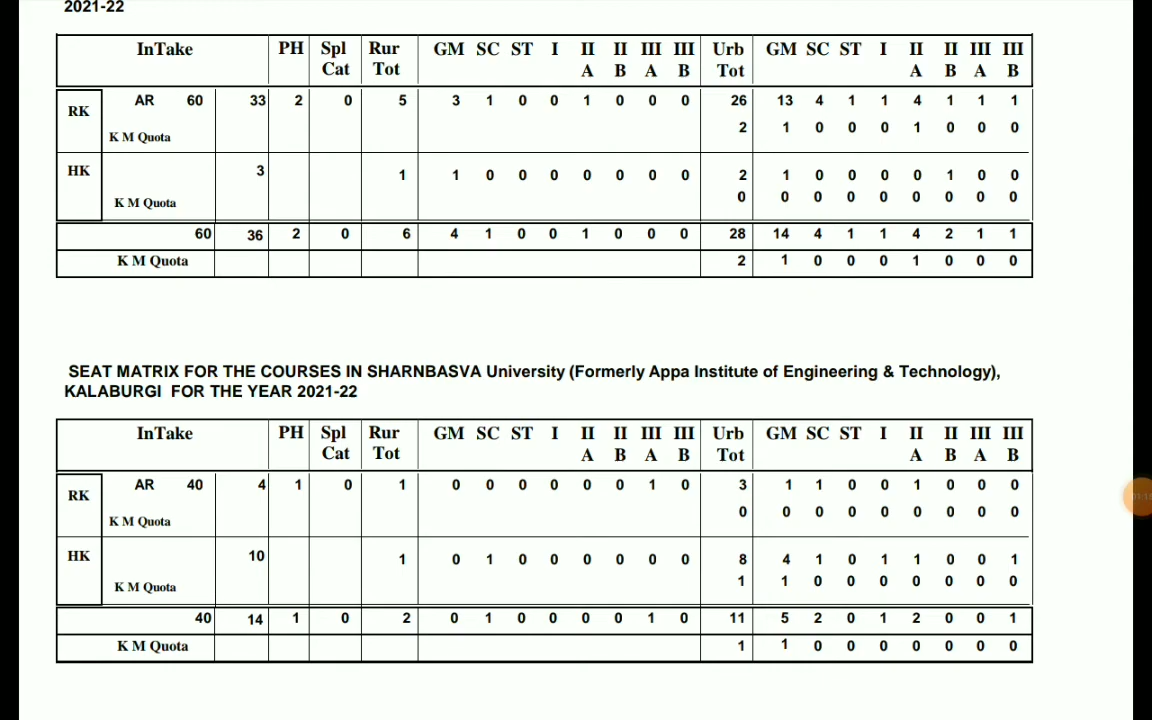 2021-22
InTake PH Spl Rur GM SC ST I II II III III Urb GM SC ST I II II III III
Cat Tot A B A B Tot A B A B
RK AR 60 33 2 0 5 3 1 0 0 1 0 0 0 26 13 4 1 1 4 1 1 1
K M Quota 2 1 0 0 0 1 0 0 0
HK 3 1 1 0 0 0 0 0 0 0 2 1 0 0 0 0 1 0 0
K M Quota 0 0 0 0 0 0 0 0 0
60 36 2 0 6 4 1 0 0 1 0 0 0 28 14 4 1 1 4 2 1 1
K M Quota 2 1 0 0 0 1 0 0 0
SEAT MATRIX FOR THE COURSES IN SHARNBASVA University (Formerly Appa Institute of Engineering & Technology),
KALABURGI FOR THE YEAR 2021-22
InTake PH Spl Rur GM SC ST I II II III III Urb GM SC ST I II II III III
Cat Tot A B A B Tot A B A B
RK AR 40 4 1 0 1 0 0 0 0 0 0 1 0 3 1 1 0 0 1 0 0 0
K M Quota 0 0 0 0 0 0 0 0 0
HK 10 1 0 1 0 0 0 0 0 0 8 4 1 0 1 1 0 0 1
K M Quota 1 1 0 0 0 0 0 0 0
40 14 1 0 2 0 1 0 0 0 0 1 0 11 5 2 0 1 2 0 0 1
K M Quota 1 1 0 0 0 0 0 0 0